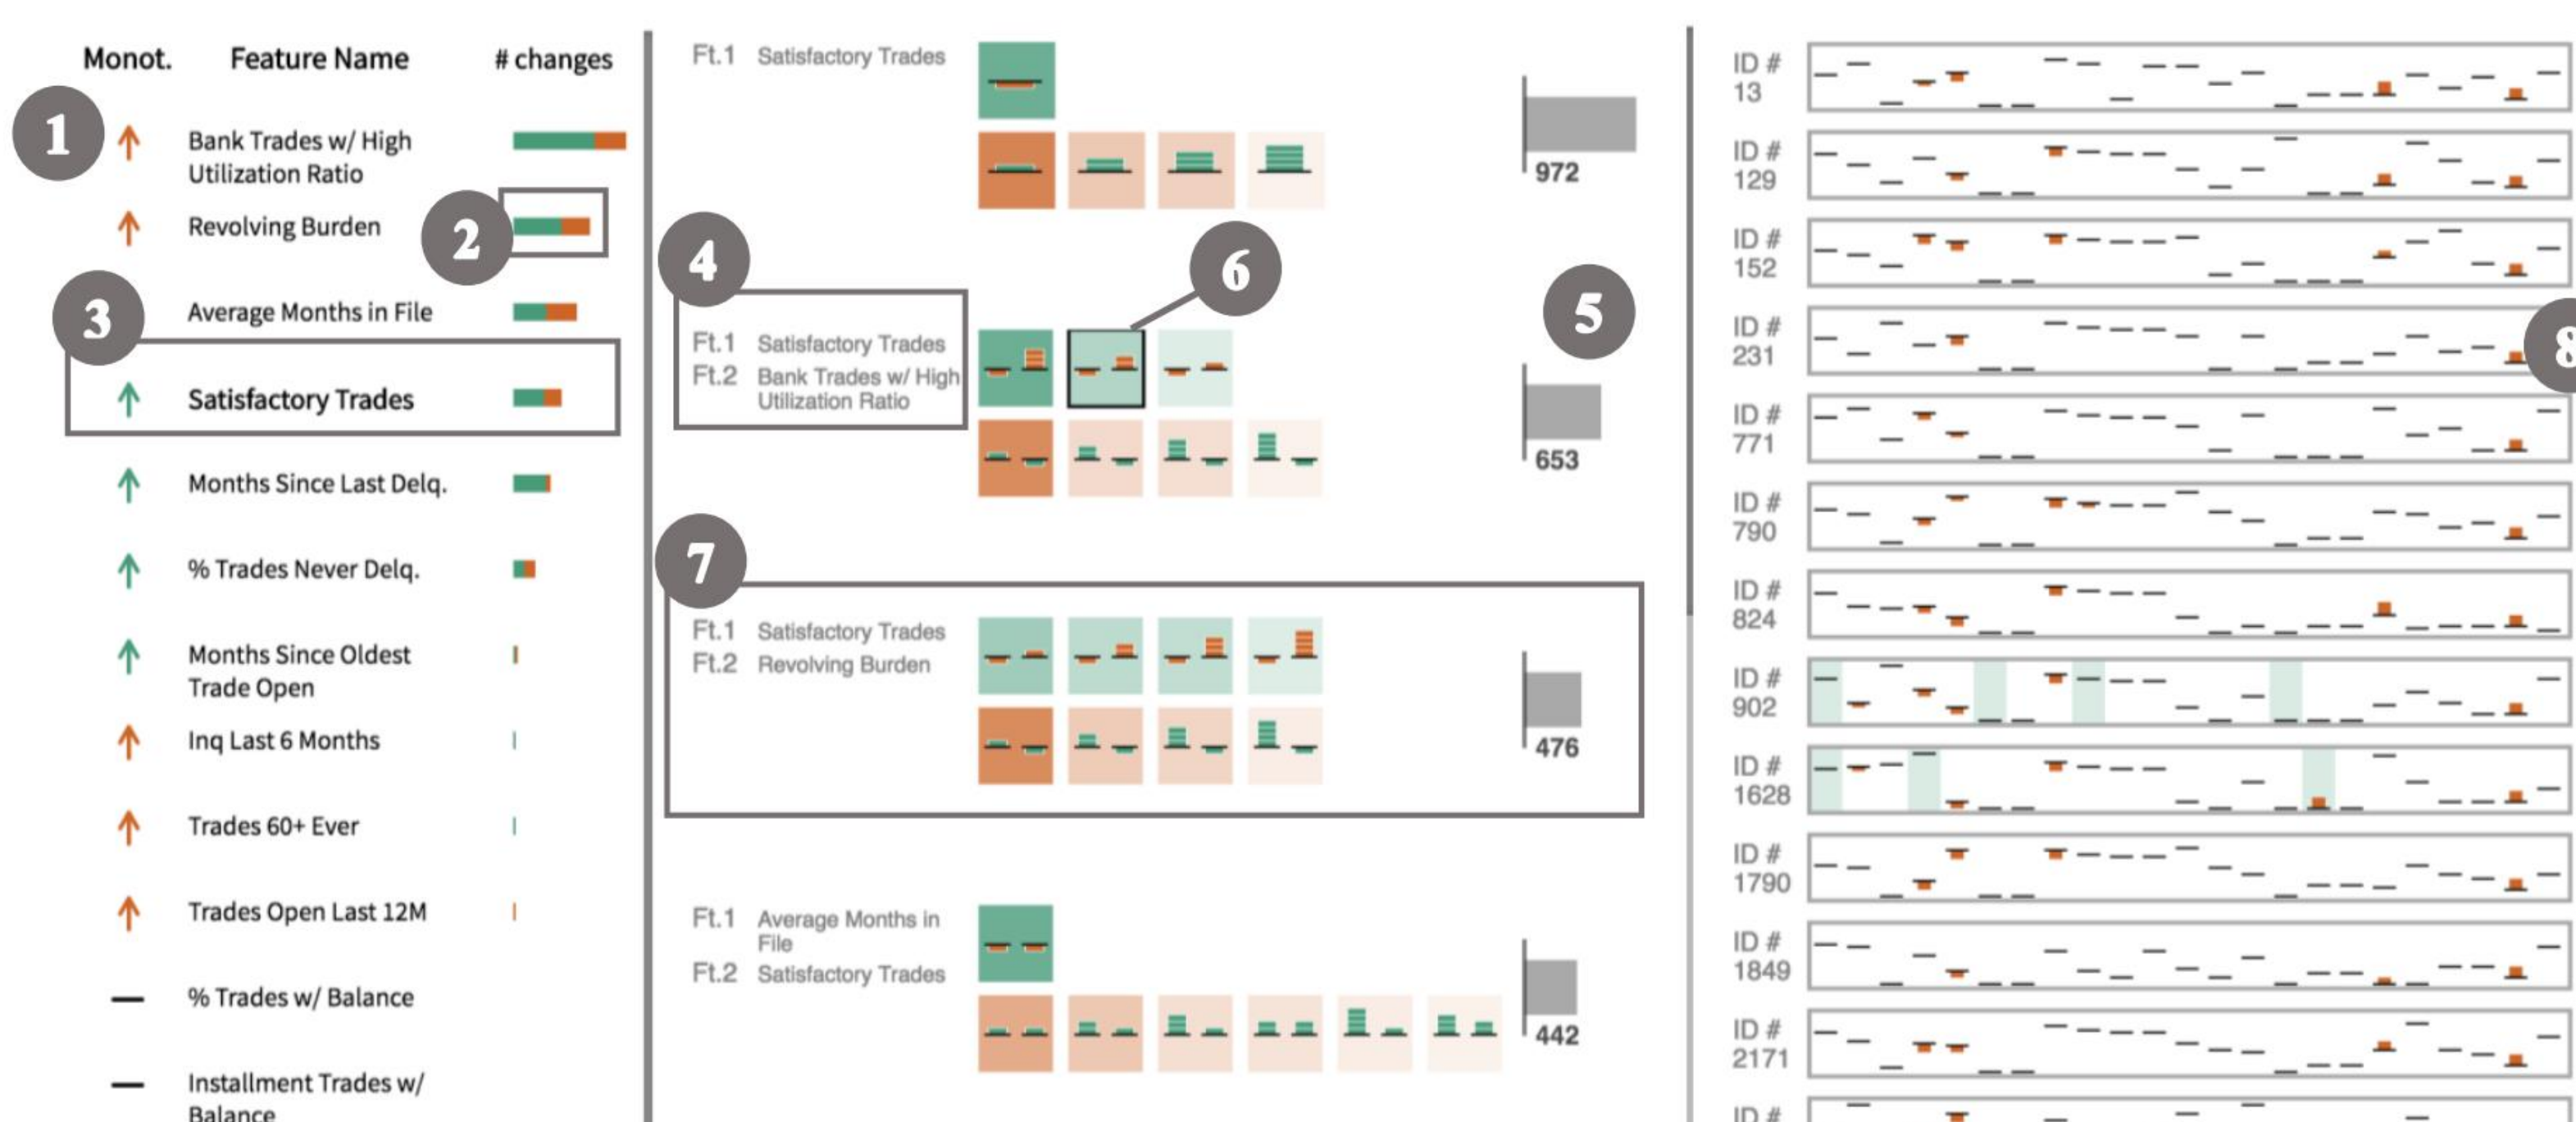 Monot. Feature Name # changes
1
Bank Trades w/ High
Utilization Ratio
2
Revolving Burden
3
Average Months in File
Satisfactory Trades
Months Since Last Delq.
% Trades Never Delq.
Months Since Oldest
Trade Open
Inq Last 6 Months
Trades 60+ Ever
Trades Open Last 12M
% Trades w/ Balance
Installment Trades w/
Balance
Ft.1 Satisfactory Trades
972
4
6
5
Ft.1 Satisfactory Trades
Ft.2 Bank Trades w/ High
Utilization Ratio
653
7
Ft.1 Satisfactory Trades
Ft.2 Revolving Burden
476
Ft.1 Average Months in
File
Ft.2 Satisfactory Trades
442
ID #
13
ID #
129
ID #
152
ID #
231
8
ID #
771
ID #
790
ID #
824
ID #
902
ID #
1628
ID #
1790
ID #
1849
ID #
2171
ID #